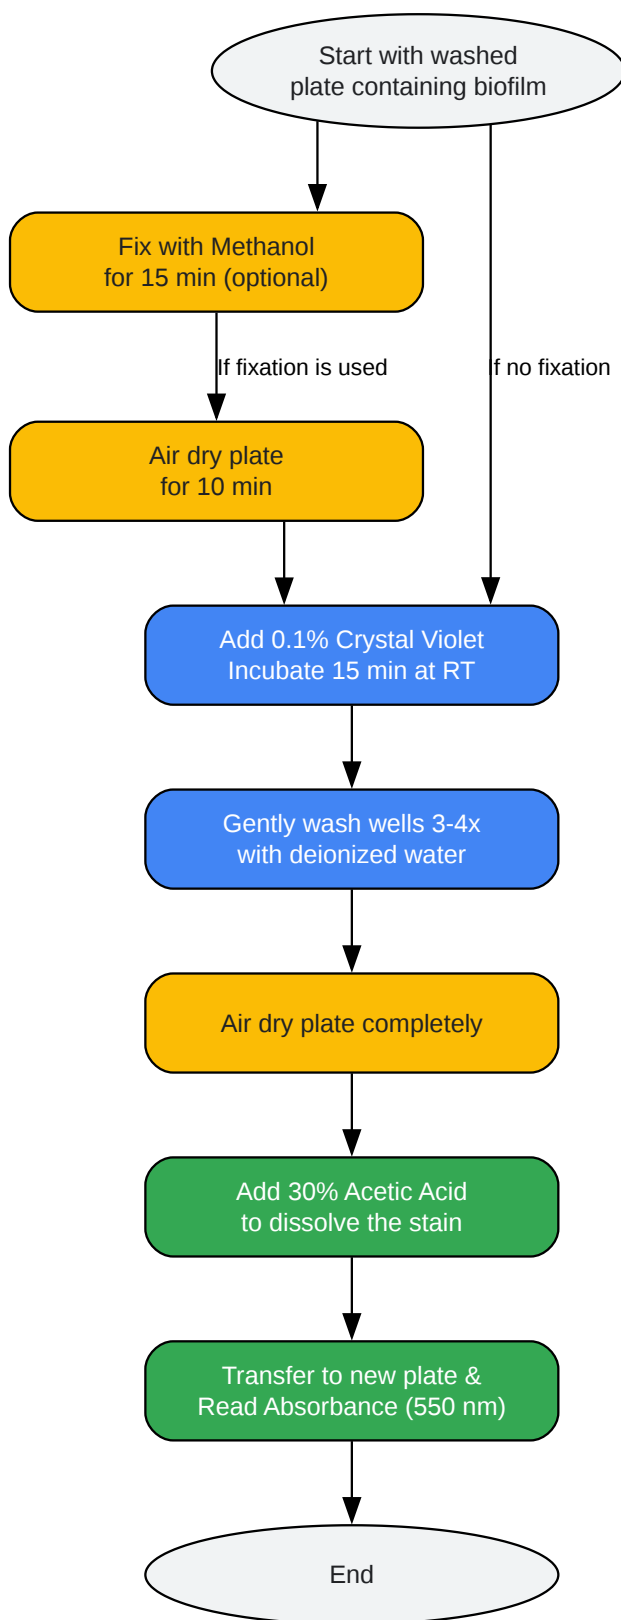 Start with washed
plate containing biofilm
Fix with Methanol
for 15 min (optional)
If fixation is used
If no fixation
Air dry plate
for 10 min
Add 0.1% Crystal Violet
Incubate 15 min at RT
Gently wash wells 3-4x
with deionized water
Air dry plate completely
Add 30% Acetic Acid
to dissolve the stain
Transfer to new plate &
Read Absorbance (550 nm)
End